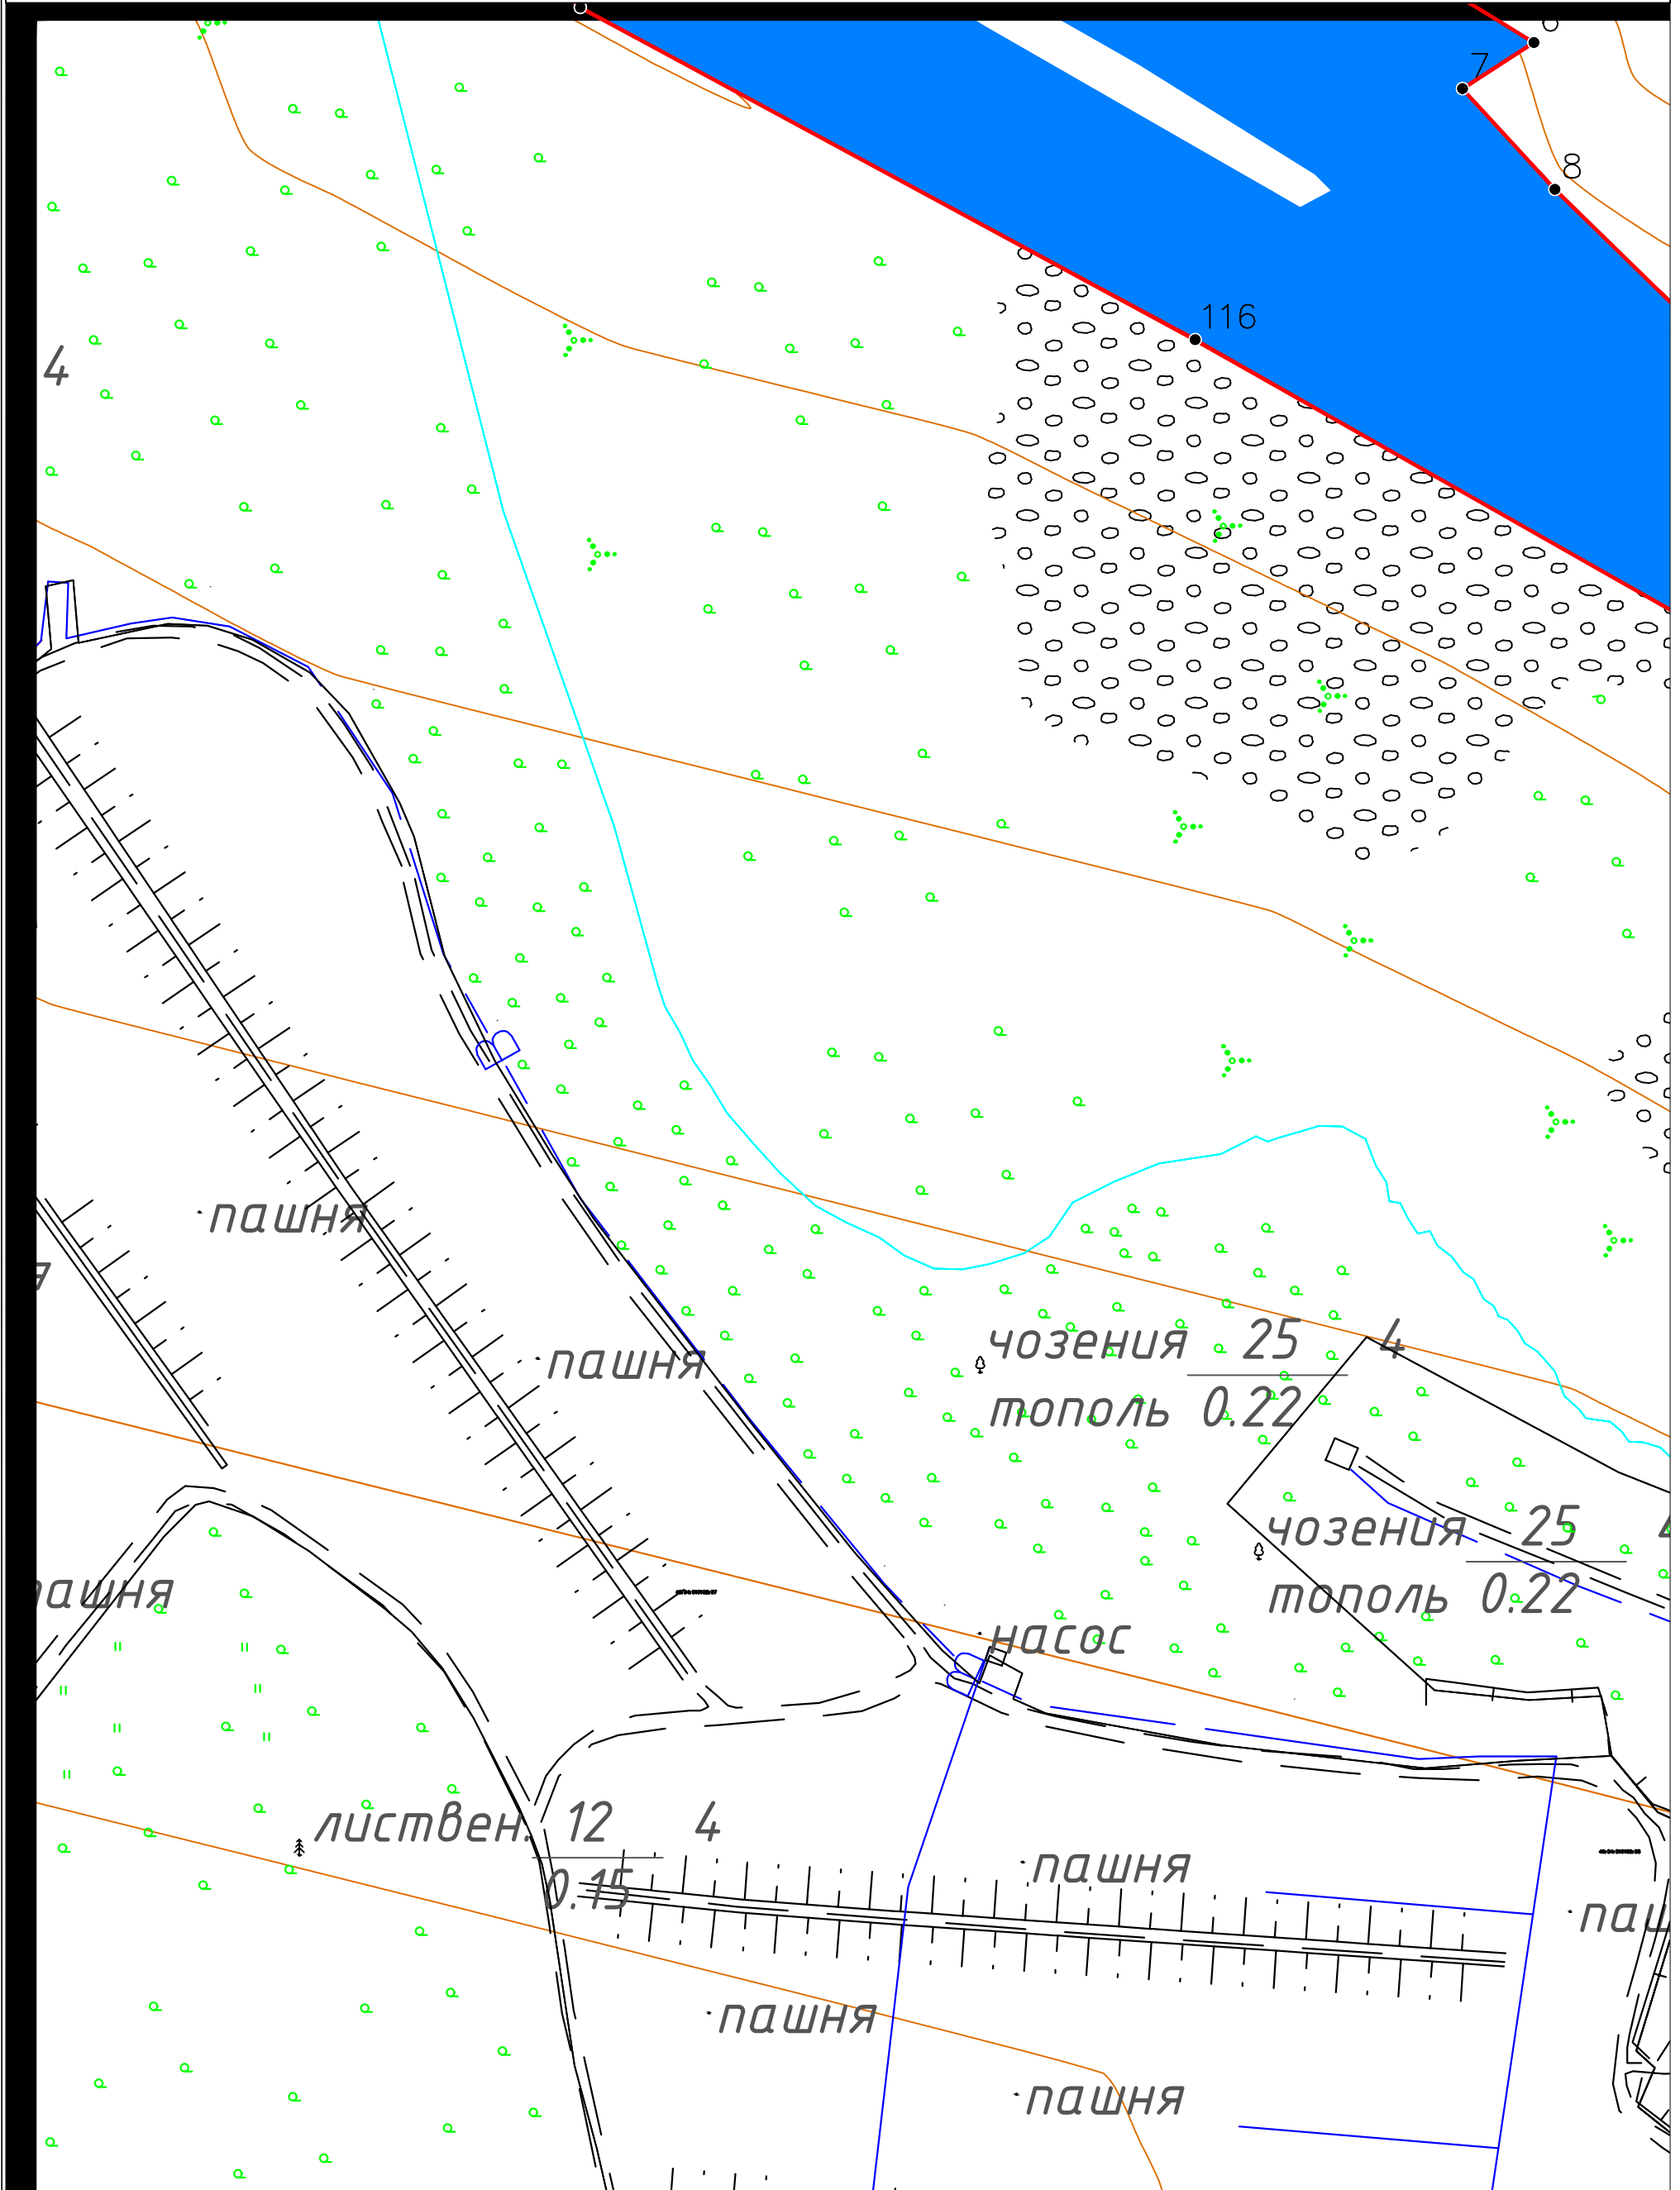 7
8
116
4
пашня
пашня
чозения 25 4
тополь 0.22
чозения 25
тополь 0.22
пашня
насос
В
В
листвен. 12 4
0.15
пашня
пашня
пашня